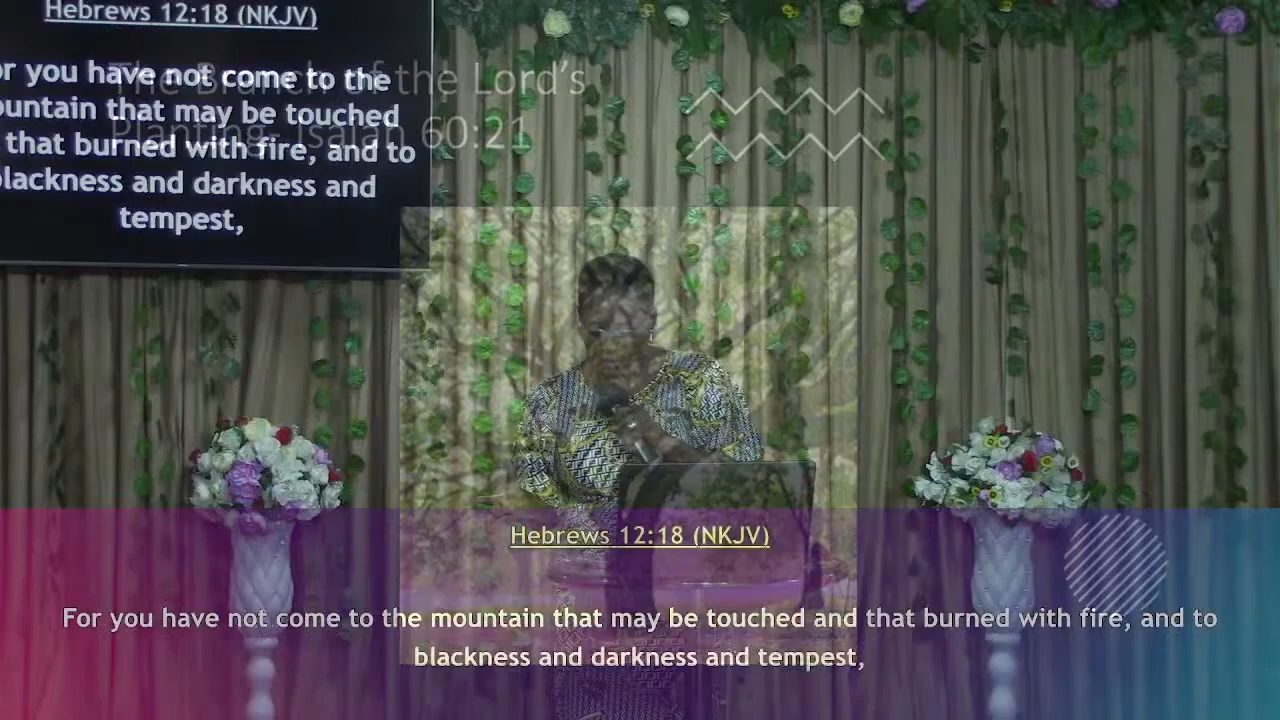 Hebrews 12:18 (NKJV)
or you have not come to the
ountain that may be touched
that burned with fire, and to
lackness and darkness and
tempest,
The Branch of the Lord's
Planting- Isaiah 60:21
Hebrews 12:18 (NKJV)
For you have not come to the mountain that may be touched and that burned with fire, and to
blackness and darkness and tempest,